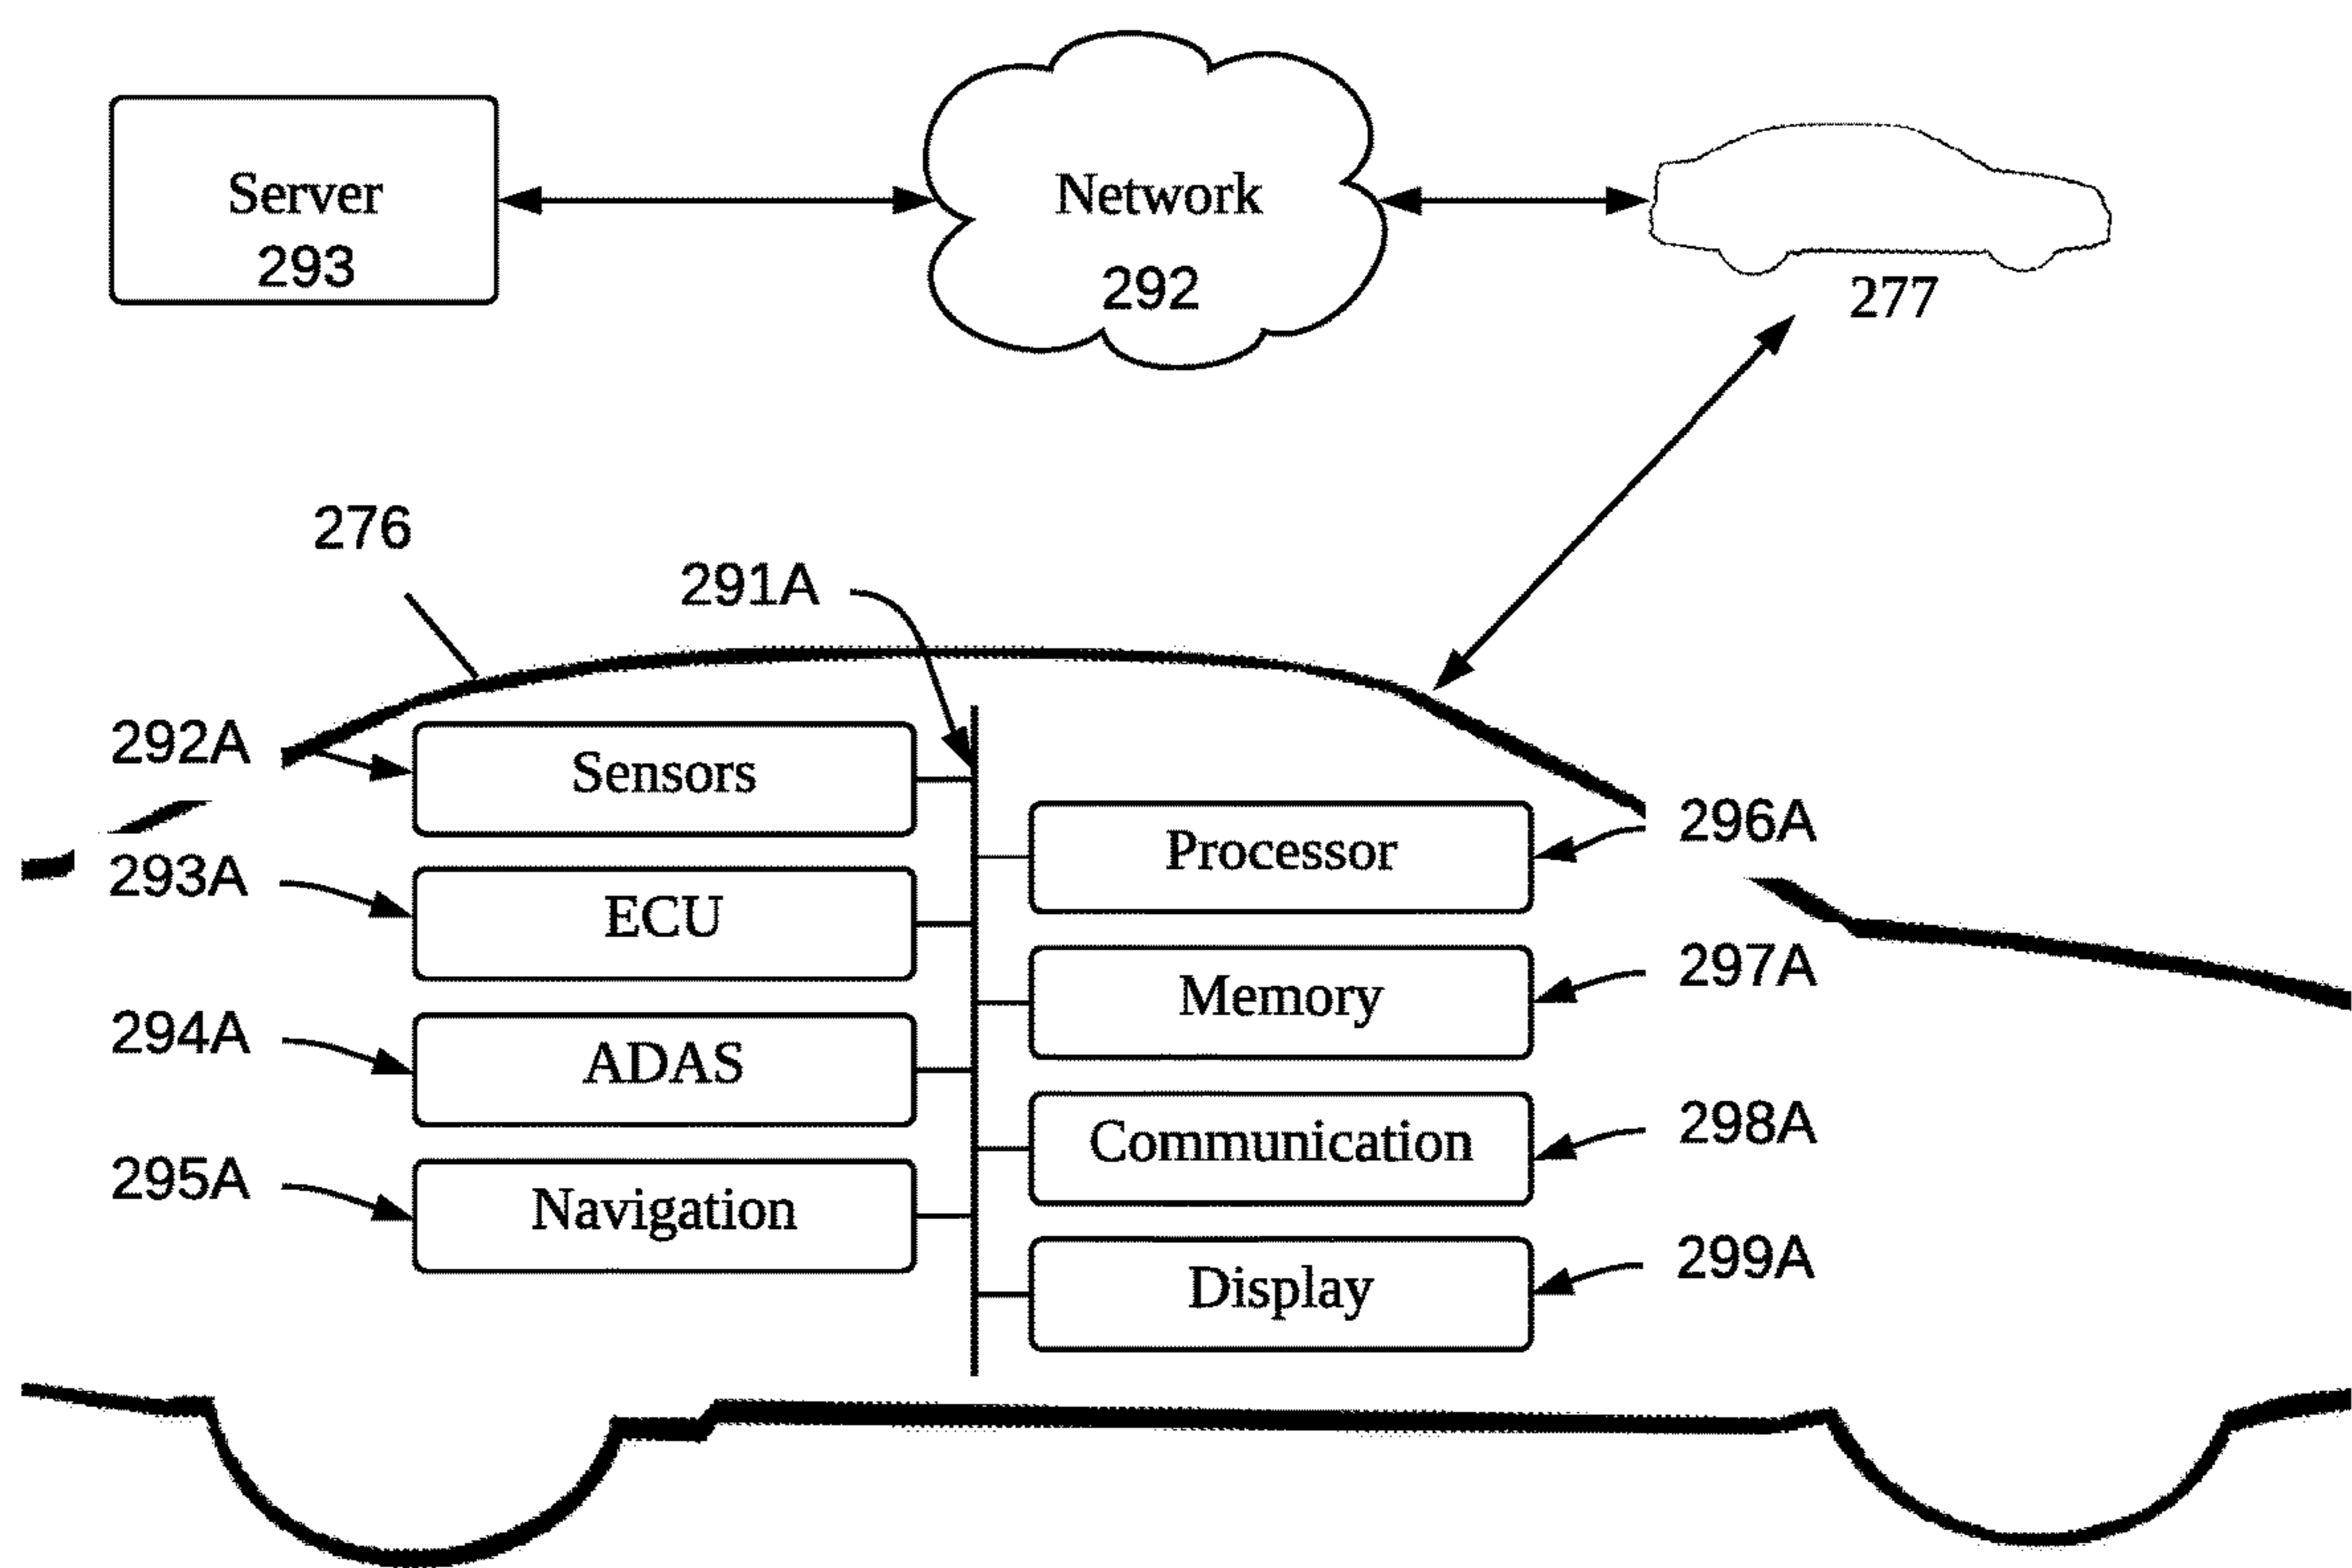 Server
293
Network
292
277
276
291A
292A
Sensors
296A
Processor
293A
ECU
297A
Memory
294A
ADAS
298A
Communication
295A
Navigation
299A
Display